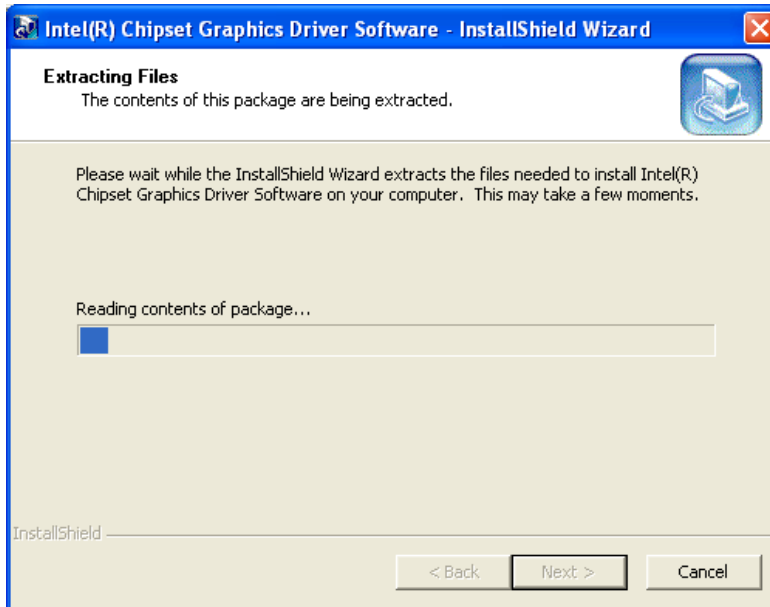 Intel(R) Chipset Graphics Driver Software - InstallShield Wizard
Extracting Files
The contents of this package are being extracted.
Please wait while the InstallShield Wizard extracts the files needed to install Intel(R)
Chipset Graphics Driver Software on your computer.  This may take a few moments.
Reading contents of package...
InstallShield
< Back
Next >
Cancel